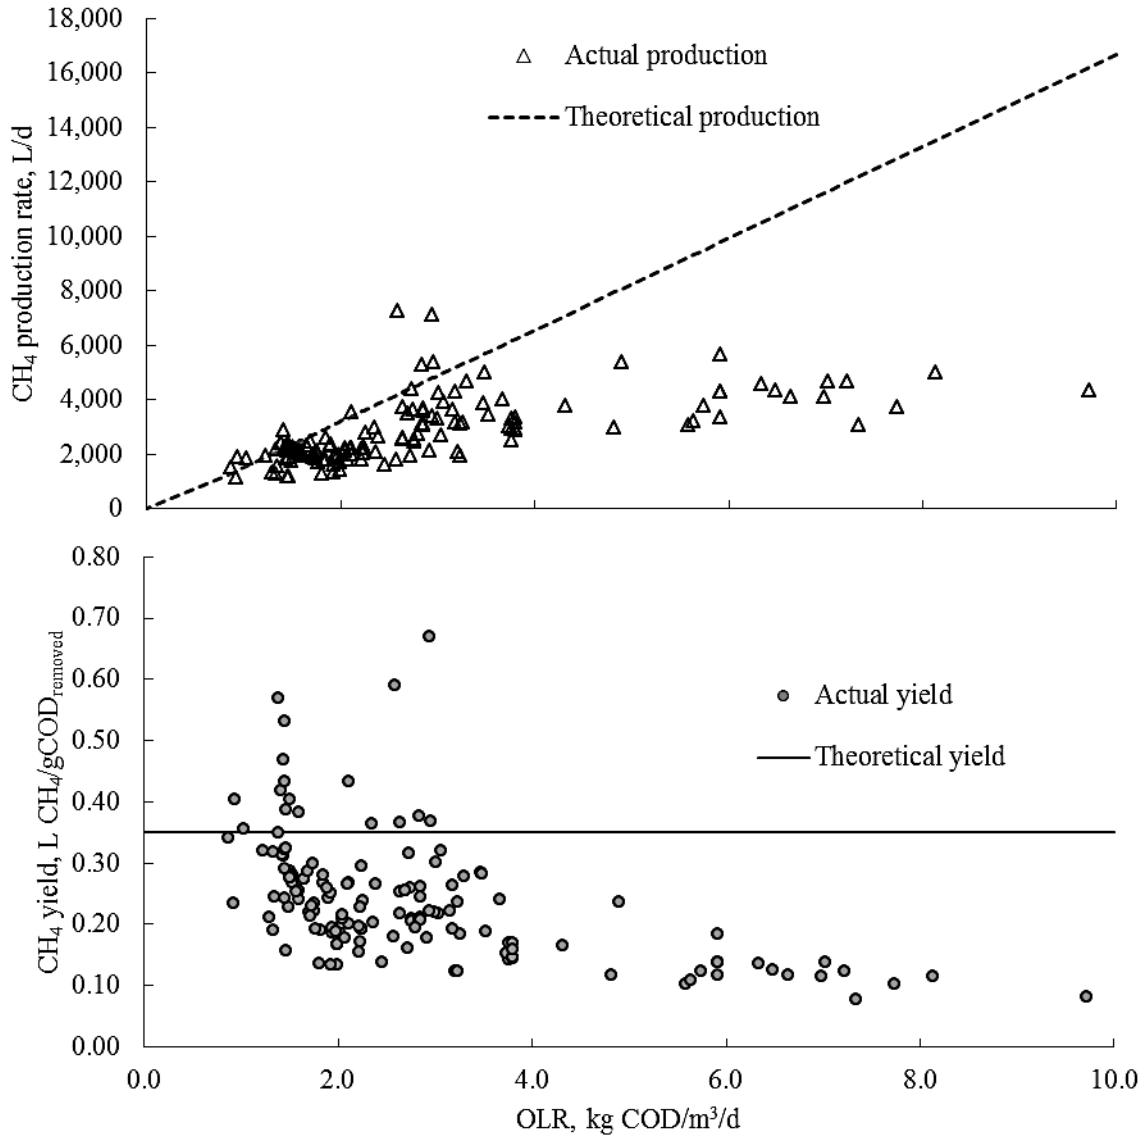 18,000
16,000
14,000
12,000
10,000
8,000
6,000
4,000
2,000
0
CH₄ production rate, L/d
Actual production
Theoretical production
0.80
0.70
0.60
0.50
0.40
0.30
0.20
0.10
0.00
CH₄ yield, L CH₄/gCOD_removed
Actual yield
Theoretical yield
0.0 2.0 4.0 6.0 8.0 10.0
OLR, kg COD/m³/d